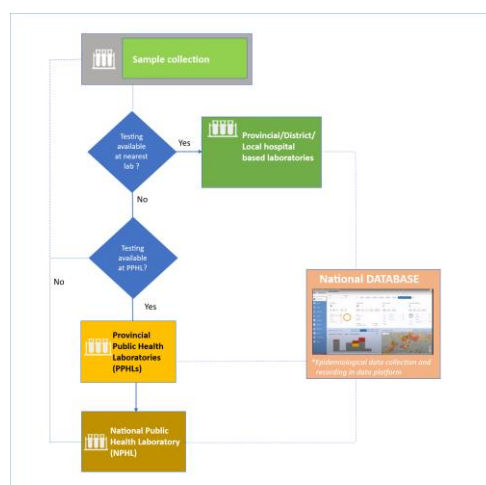 Sample collection
Testing
available
at nearest
lab ?
Yes
Provincial/District/
Local hospital
based laboratories
No
Testing
available
at PPHL?
No
Yes
National DATABASE
*Epidemiological data collection and
recording in data platform
Provincial
Public Health
Laboratories
(PPHLs)
National Public
Health Laboratory
(NPHL)